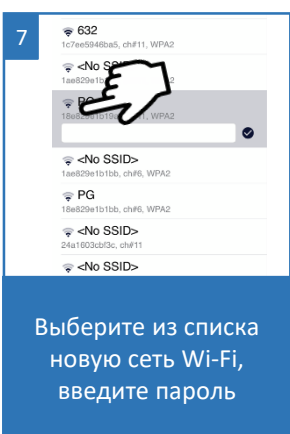 7
632
1c7ee5946ba5, ch#11, WPA2
<No SSID>
PG
<No SSID>
1ae829e1b1bb, ch#6, WPA2
PG
18e829e1b1bb, ch#6, WPA2
<No SSID>
24a1603cbf3c, ch#11
<No SSID>
Выберите из списка
новую сеть Wi-Fi,
введите пароль